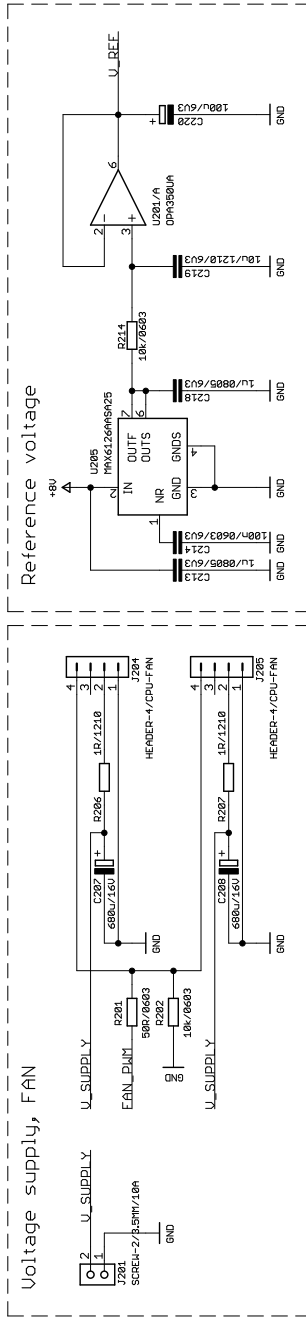 Voltage supply, FAN
2
1
J201
SCREW-2/3.5MM/10A
V_SUPPLY
GND
V_SUPPLY
FAN_PWM
R201
50R/0603
R202
10k/0603
GND
V_SUPPLY
C207
680u/16V
+
GND
R206
1R/1210
4
3
2
1
J204
HEADER-4/CPU-FAN
C208
680u/16V
+
GND
R207
1R/1210
4
3
2
1
J205
HEADER-4/CPU-FAN
Reference voltage
+8V
C213
1u/0805/6V3
C214
100n/0603/6V3
GND
GND
U205
MAX6126AASA25
2
IN
1
NR
3
GND
4
GNDS
OUTF
7
OUTS
6
GND
C218
1u/0805/6V3
GND
R214
10k/0603
C219
10u/1210/6V3
GND
2
3
-
+
6
U201/A
OPA350UA
V_REF
+
C220
100u/6V3
GND